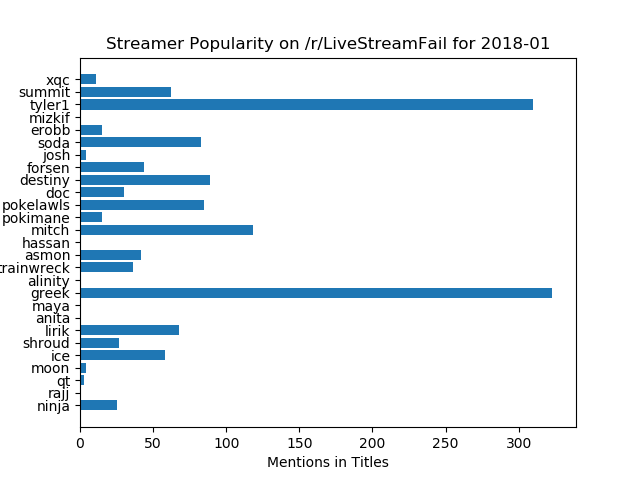 Streamer Popularity on /r/LiveStreamFail for 2018-01
xqc
summit
tyler1
mizkif
erobb
soda
josh
forsen
destiny
doc
pokelawls
pokimane
mitch
hassan
asmon
trainwreck
alinity
greek
maya
anita
lirik
shroud
ice
moon
qt
rajj
ninja
0 50 100 150 200 250 300
Mentions in Titles